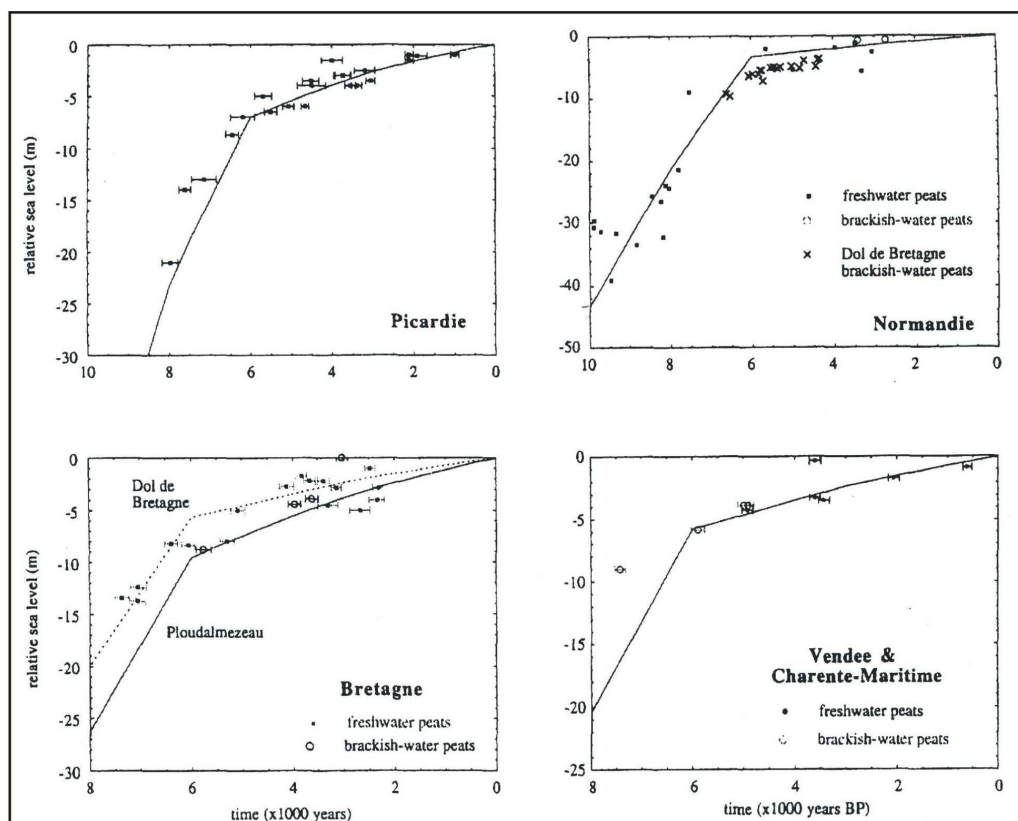 relative sea level (m)
0
-5
-10
-15
-20
-25
-30
10
8
6
4
2
0
Picardie
0
-10
-20
-30
-40
-50
10
8
6
4
2
0
freshwater peats
brackish-water peats
Dol de Bretagne
brackish-water peats
Normandie
relative sea level (m)
0
-5
-10
-15
-20
-25
-30
8
6
4
2
0
time (x1000 years)
Dol de
Bretagne
Ploudalmezeau
Bretagne
freshwater peats
brackish-water peats
0
-5
-10
-15
-20
-25
8
6
4
2
0
time (x1000 years BP)
Vendee &
Charente-Maritime
freshwater peats
brackish-water peats